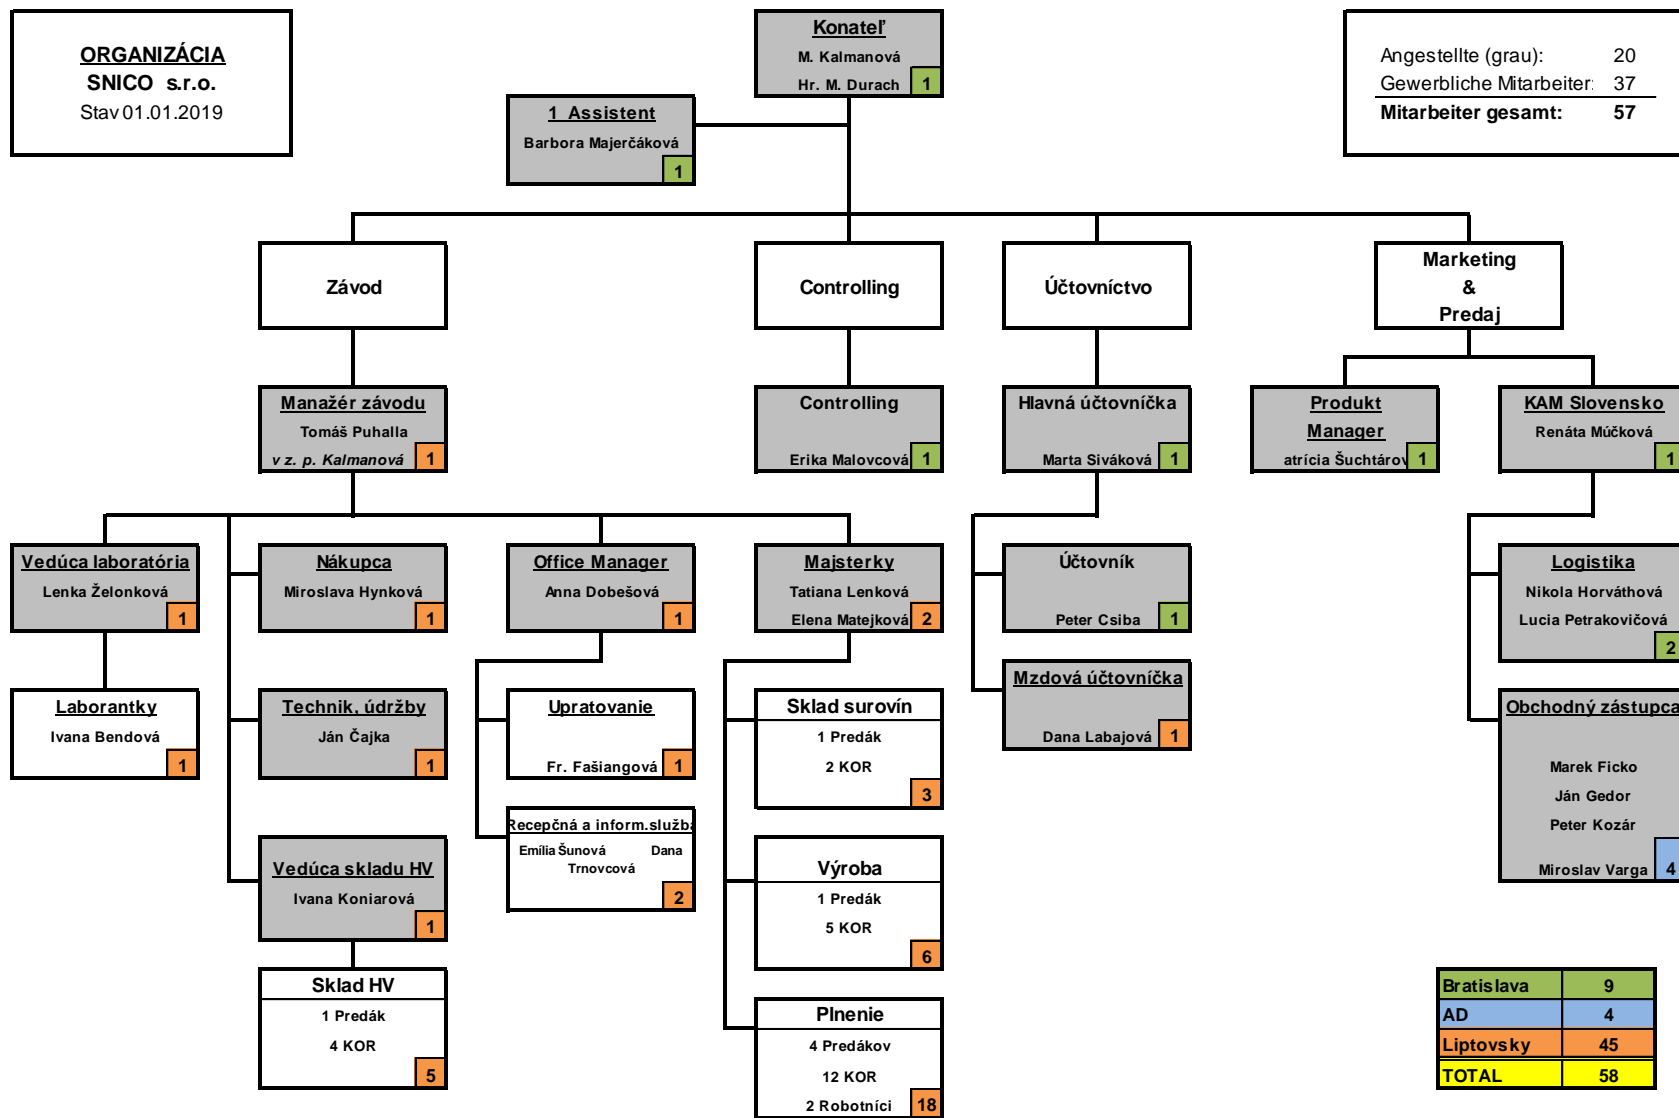 ORGANIZÁCIA
SNICO s.r.o.
Stav 01.01.2019
Konateľ
M. Kalmanová
Hr. M. Durach 1
Angestellte (grau): 20
Gewerbliche Mitarbeiter: 37
Mitarbeiter gesamt: 57
1 Assistent
Barbora Majerčáková
1
Závod
Controlling
Účtovníctvo
Marketing
&
Predaj
Manažér závodu
Tomáš Puhalla
v z. p. Kalmanová 1
Controlling
Erika Malovcová 1
Hlavná účtovníčka
Marta Siváková 1
Produkt
Manager
atrícia Šuchtárov 1
KAM Slovensko
Renáta Múčková
1
Vedúca laboratória
Lenka Želonková
1
Nákupca
Miroslava Hynková
1
Office Manager
Anna Dobešová
1
Majsterky
Tatiana Lenková
Elena Matejková 2
Účtovník
Peter Csiba 1
Logistika
Nikola Horváthová
Lucia Petrakovičová
2
Laborantky
Ivana Bendová
1
Technik, údržby
Ján Čajka
1
Upratovanie
Fr. Fašiangová 1
Sklad surovín
1 Predák
2 KOR
3
Mzdová účtovníčka
Dana Labajová 1
Obchodný zástupca
Marek Ficko
Ján Gedor
Peter Kozár
Miroslav Varga 4
Vedúca skladu HV
Ivana Koniarová
1
Recepčná a inform.služba
Emília Šunová Dana
Trnovcová
2
Výroba
1 Predák
5 KOR
6
Sklad HV
1 Predák
4 KOR
5
Plnenie
4 Predákov
12 KOR
2 Robotníci 18
Bratislava 9
AD 4
Liptovsky 45
TOTAL 58